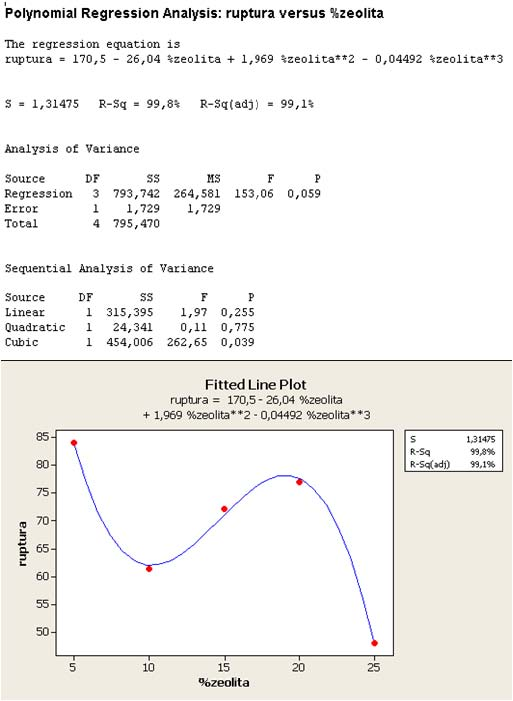 Polynomial Regression Analysis: ruptura versus %zeolita
The regression equation is
ruptura = 170,5 - 26,04 %zeolita + 1,969 %zeolita**2 - 0,04492 %zeolita**3
S = 1,31475 R-Sq = 99,8% R-Sq(adj) = 99,1%
Analysis of Variance
Source DF SS MS F P
Regression 3 793,742 264,581 153,06 0,059
Error 1 1,729 1,729
Total 4 795,470
Sequential Analysis of Variance
Source DF SS F P
Linear 1 315,395 1,97 0,255
Quadratic 1 24,341 0,11 0,775
Cubic 1 454,006 262,65 0,039
Fitted Line Plot
ruptura = 170,5 - 26,04 %zeolita
+ 1,969 %zeolita**2 - 0,04492 %zeolita**3
S 1,31475
R-Sq 99,8%
R-Sq(adj) 99,1%
85
80
75
70
65
60
55
50
ruptura
5 10 15 20 25
%zeolita